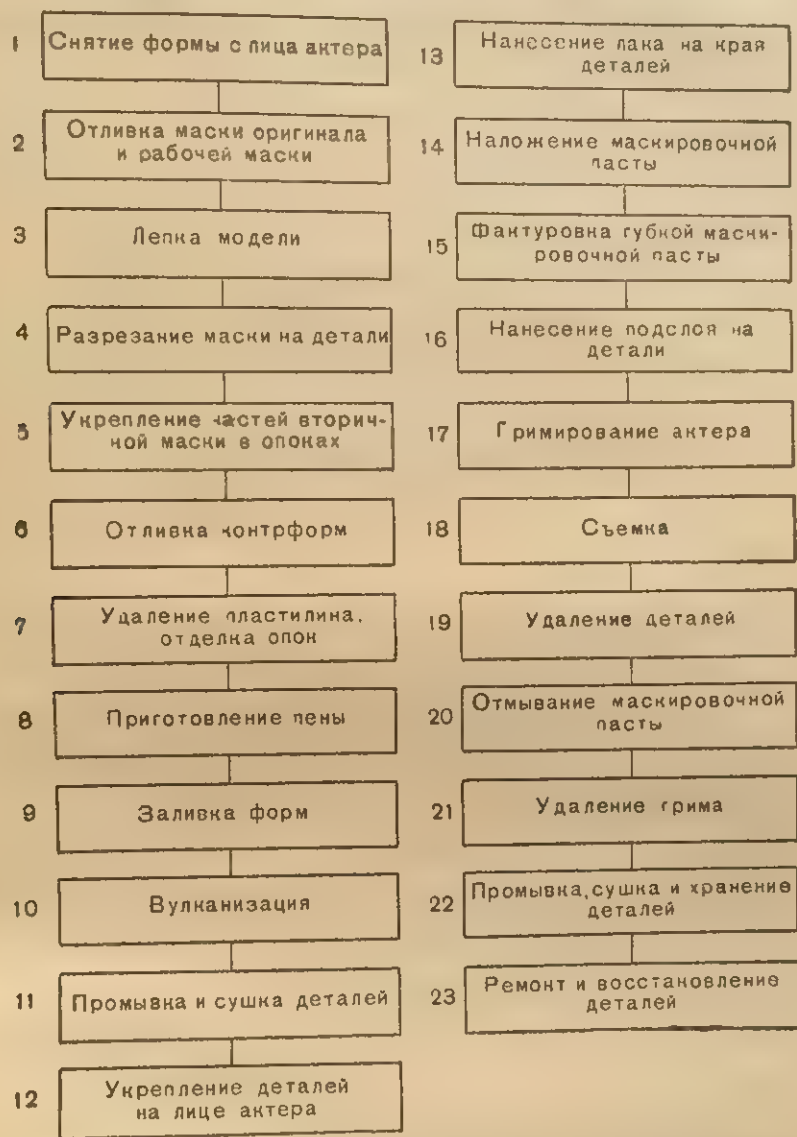 1 Снятие формы с лица актера
2 Отливка маски оригинала
и рабочей маски
3 Лепка модели
4 Разрезание маски на детали
5 Укрепление частей вторич-
ной маски в опоках
6 Отливка контрформ
7 Удаление пластилина,
отделка опок
8 Приготовление пены
9 Заливка форм
10 Вулканизация
11 Промывка и сушка деталей
12 Укрепление деталей
на лице актера
13 Нанесение лака на края
деталей
14 Наложение маскировочной
пасты
15 Фактуровка губкой маски-
ровочной пасты
16 Нанесение подслоя на
детали
17 Гримирование актера
18 Съемка
19 Удаление деталей
20 Отмывание маскировочной
пасты
21 Удаление грима
22 Промывка, сушка и хранение
деталей
23 Ремонт и восстановление
деталей